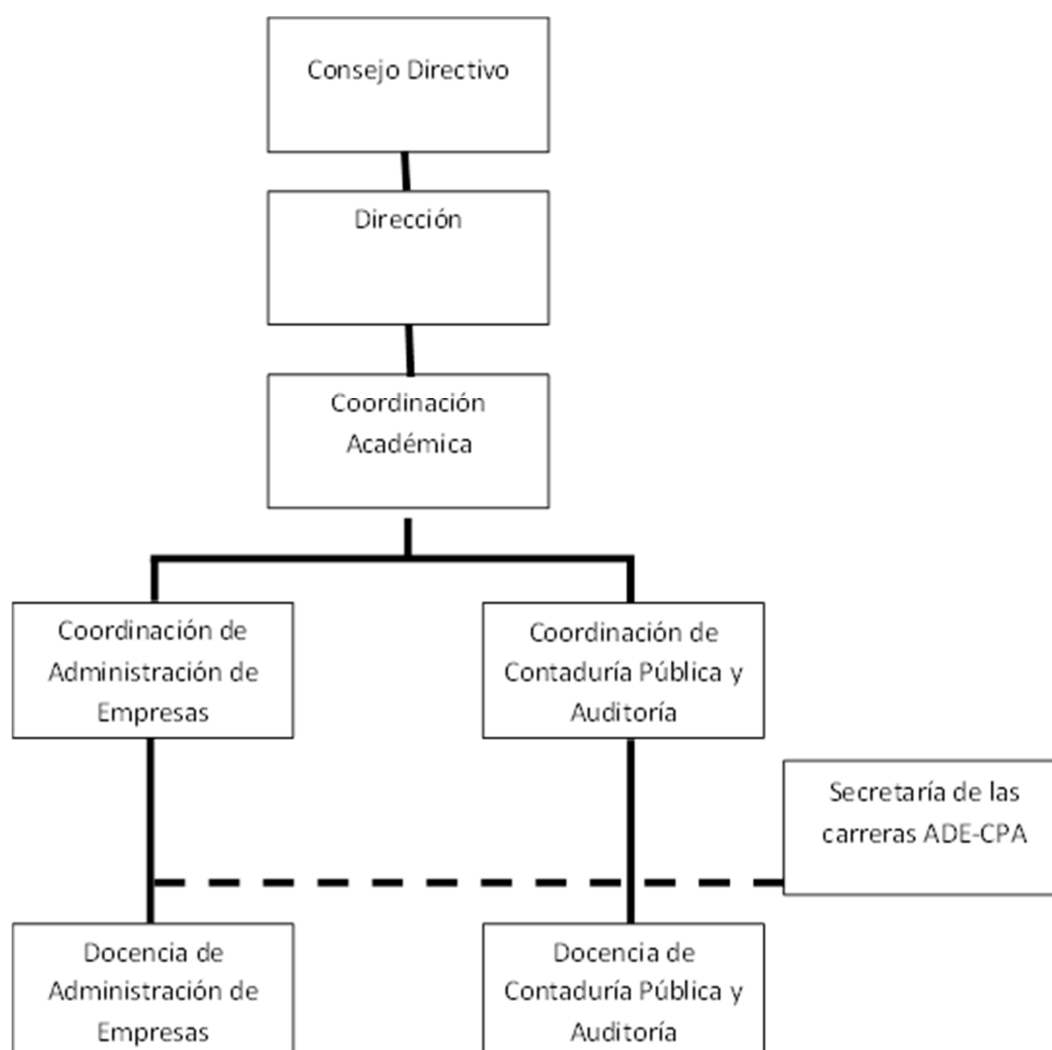 Consejo Directivo
Dirección
Coordinación
Académica
Coordinación de
Administración de
Empresas
Coordinación de
Contaduría Pública y
Auditoría
Secretaría de las
carreras ADE-CPA
Docencia de
Administración de
Empresas
Docencia de
Contaduría Pública y
Auditoría